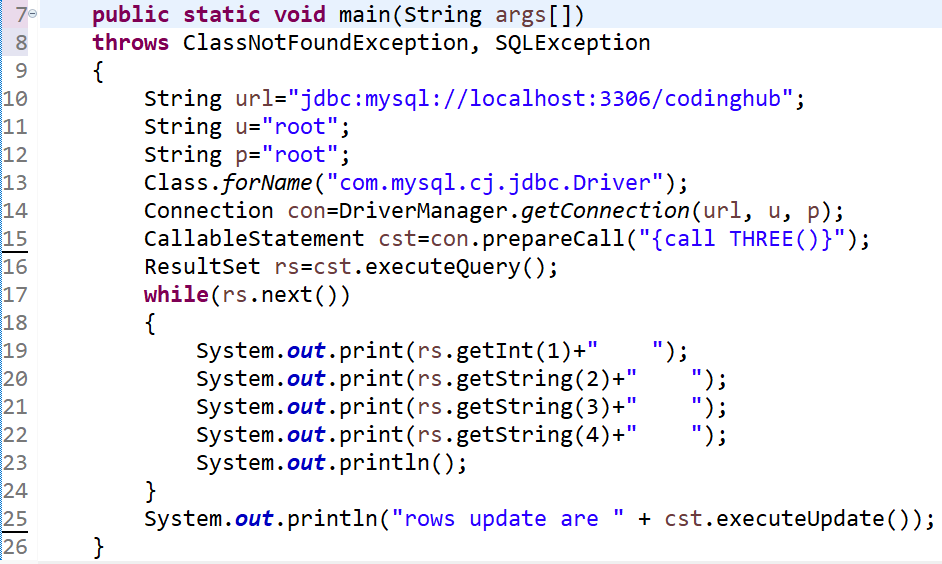 7 public static void main(String args[])
8 throws ClassNotFoundException, SQLException
9 {
10 String url="jdbc:mysql://localhost:3306/codinghub";
11 String u="root";
12 String p="root";
13 Class.forName("com.mysql.cj.jdbc.Driver");
14 Connection con=DriverManager.getConnection(url, u, p);
15 CallableStatement cst=con.prepareCall("{call THREE()}");
16 ResultSet rs=cst.executeQuery();
17 while(rs.next())
18 {
19 System.out.print(rs.getInt(1)+"    ");
20 System.out.print(rs.getString(2)+"    ");
21 System.out.print(rs.getString(3)+"    ");
22 System.out.print(rs.getString(4)+"    ");
23 System.out.println();
24 }
25 System.out.println("rows update are " + cst.executeUpdate());
26 }